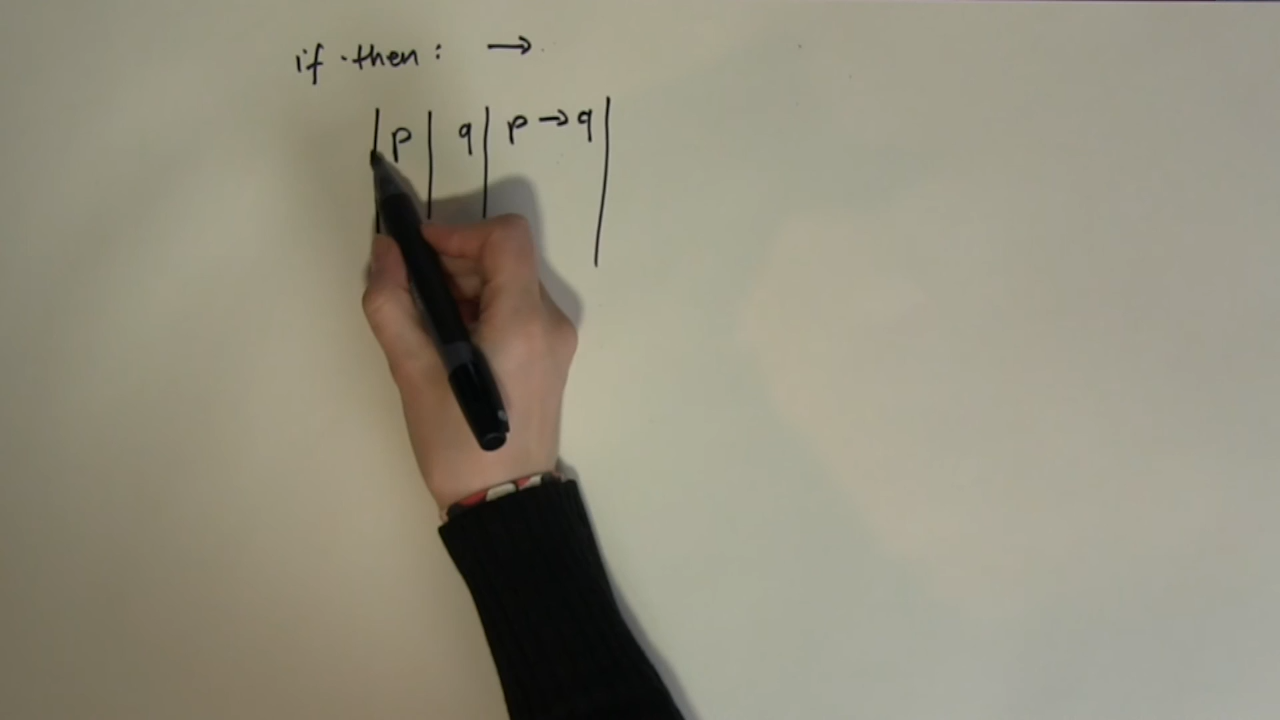 if then: →
| p | q | p → q |